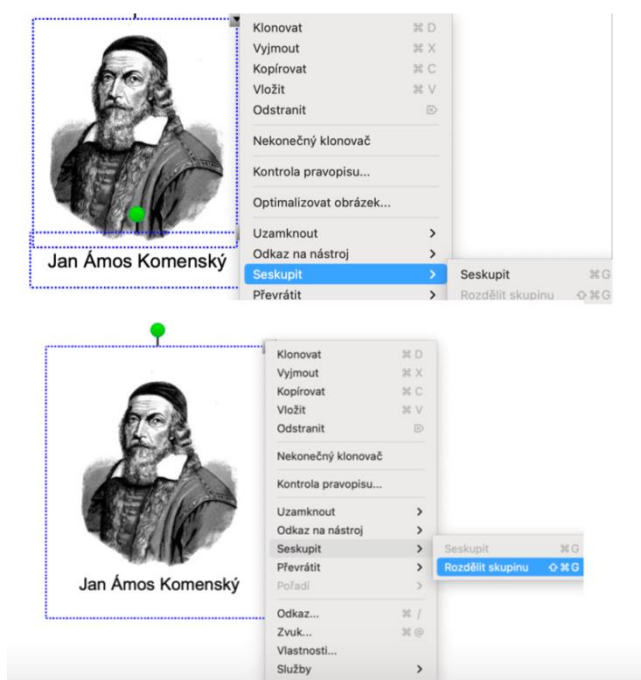 Klonovat ⌘ D
Vyjmout ⌘ X
Kopírovat ⌘ C
Vložit ⌘ V
Odstranit ⌦
Nekonečný klonovač
Kontrola pravopisu...
Optimalizovat obrázek...
Uzamknout >
Odkaz na nástroj >
Jan Ámos Komenský
Seskupit >
Seskupit ⌘ G
Převrátit >
Rozdělit skupinu ⇧ ⌘ G
Klonovat ⌘ D
Vyjmout ⌘ X
Kopírovat ⌘ C
Vložit ⌘ V
Odstranit ⌦
Nekonečný klonovač
Kontrola pravopisu...
Uzamknout >
Odkaz na nástroj >
Seskupit >
Seskupit ⌘ G
Převrátit >
Rozdělit skupinu ⇧ ⌘ G
Jan Ámos Komenský
Pořadí >
Odkaz... ⌘ /
Zvuk... ⌘ @
Vlastnosti...
Služby >